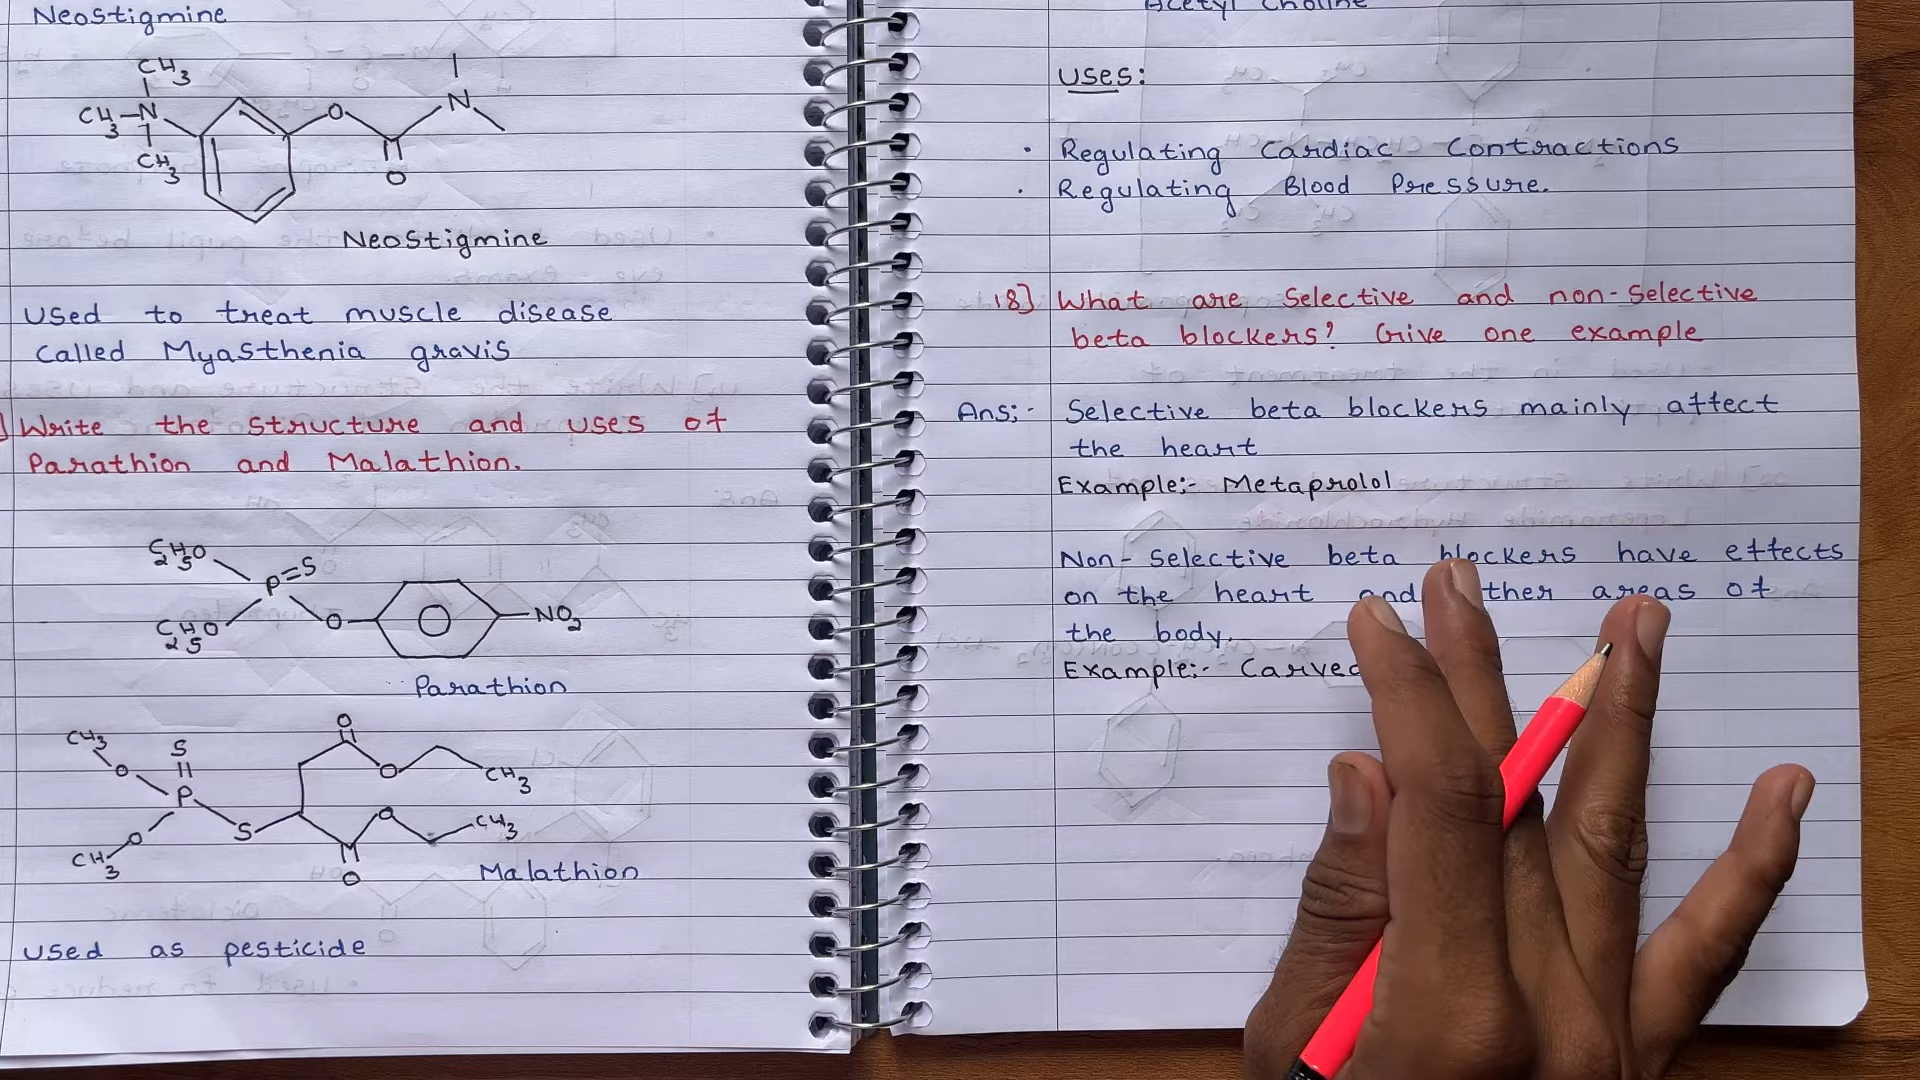 Neostigmine
CH3
CH3-N
CH3
O
N
O
Neostigmine
Used to treat muscle disease
called Myasthenia gravis
Write the structure and uses of
Parathion and Malathion.
C2H5O
P=S
C2H5O
O
NO2
Parathion
CH3
S
O
O
P
O
CH3
S
O
CH3
O
CH3
O
Malathion
Used as pesticide
Acetyl choline
Uses:
• Regulating Cardiac Contractions
• Regulating Blood Pressure.
18] What are Selective and non-Selective
beta blockers? Give one example
Ans:- Selective beta blockers mainly affect
the heart
Example:- Metaprolol
Non-Selective beta blockers have effects
on the heart and other areas of
the body.
Example:-